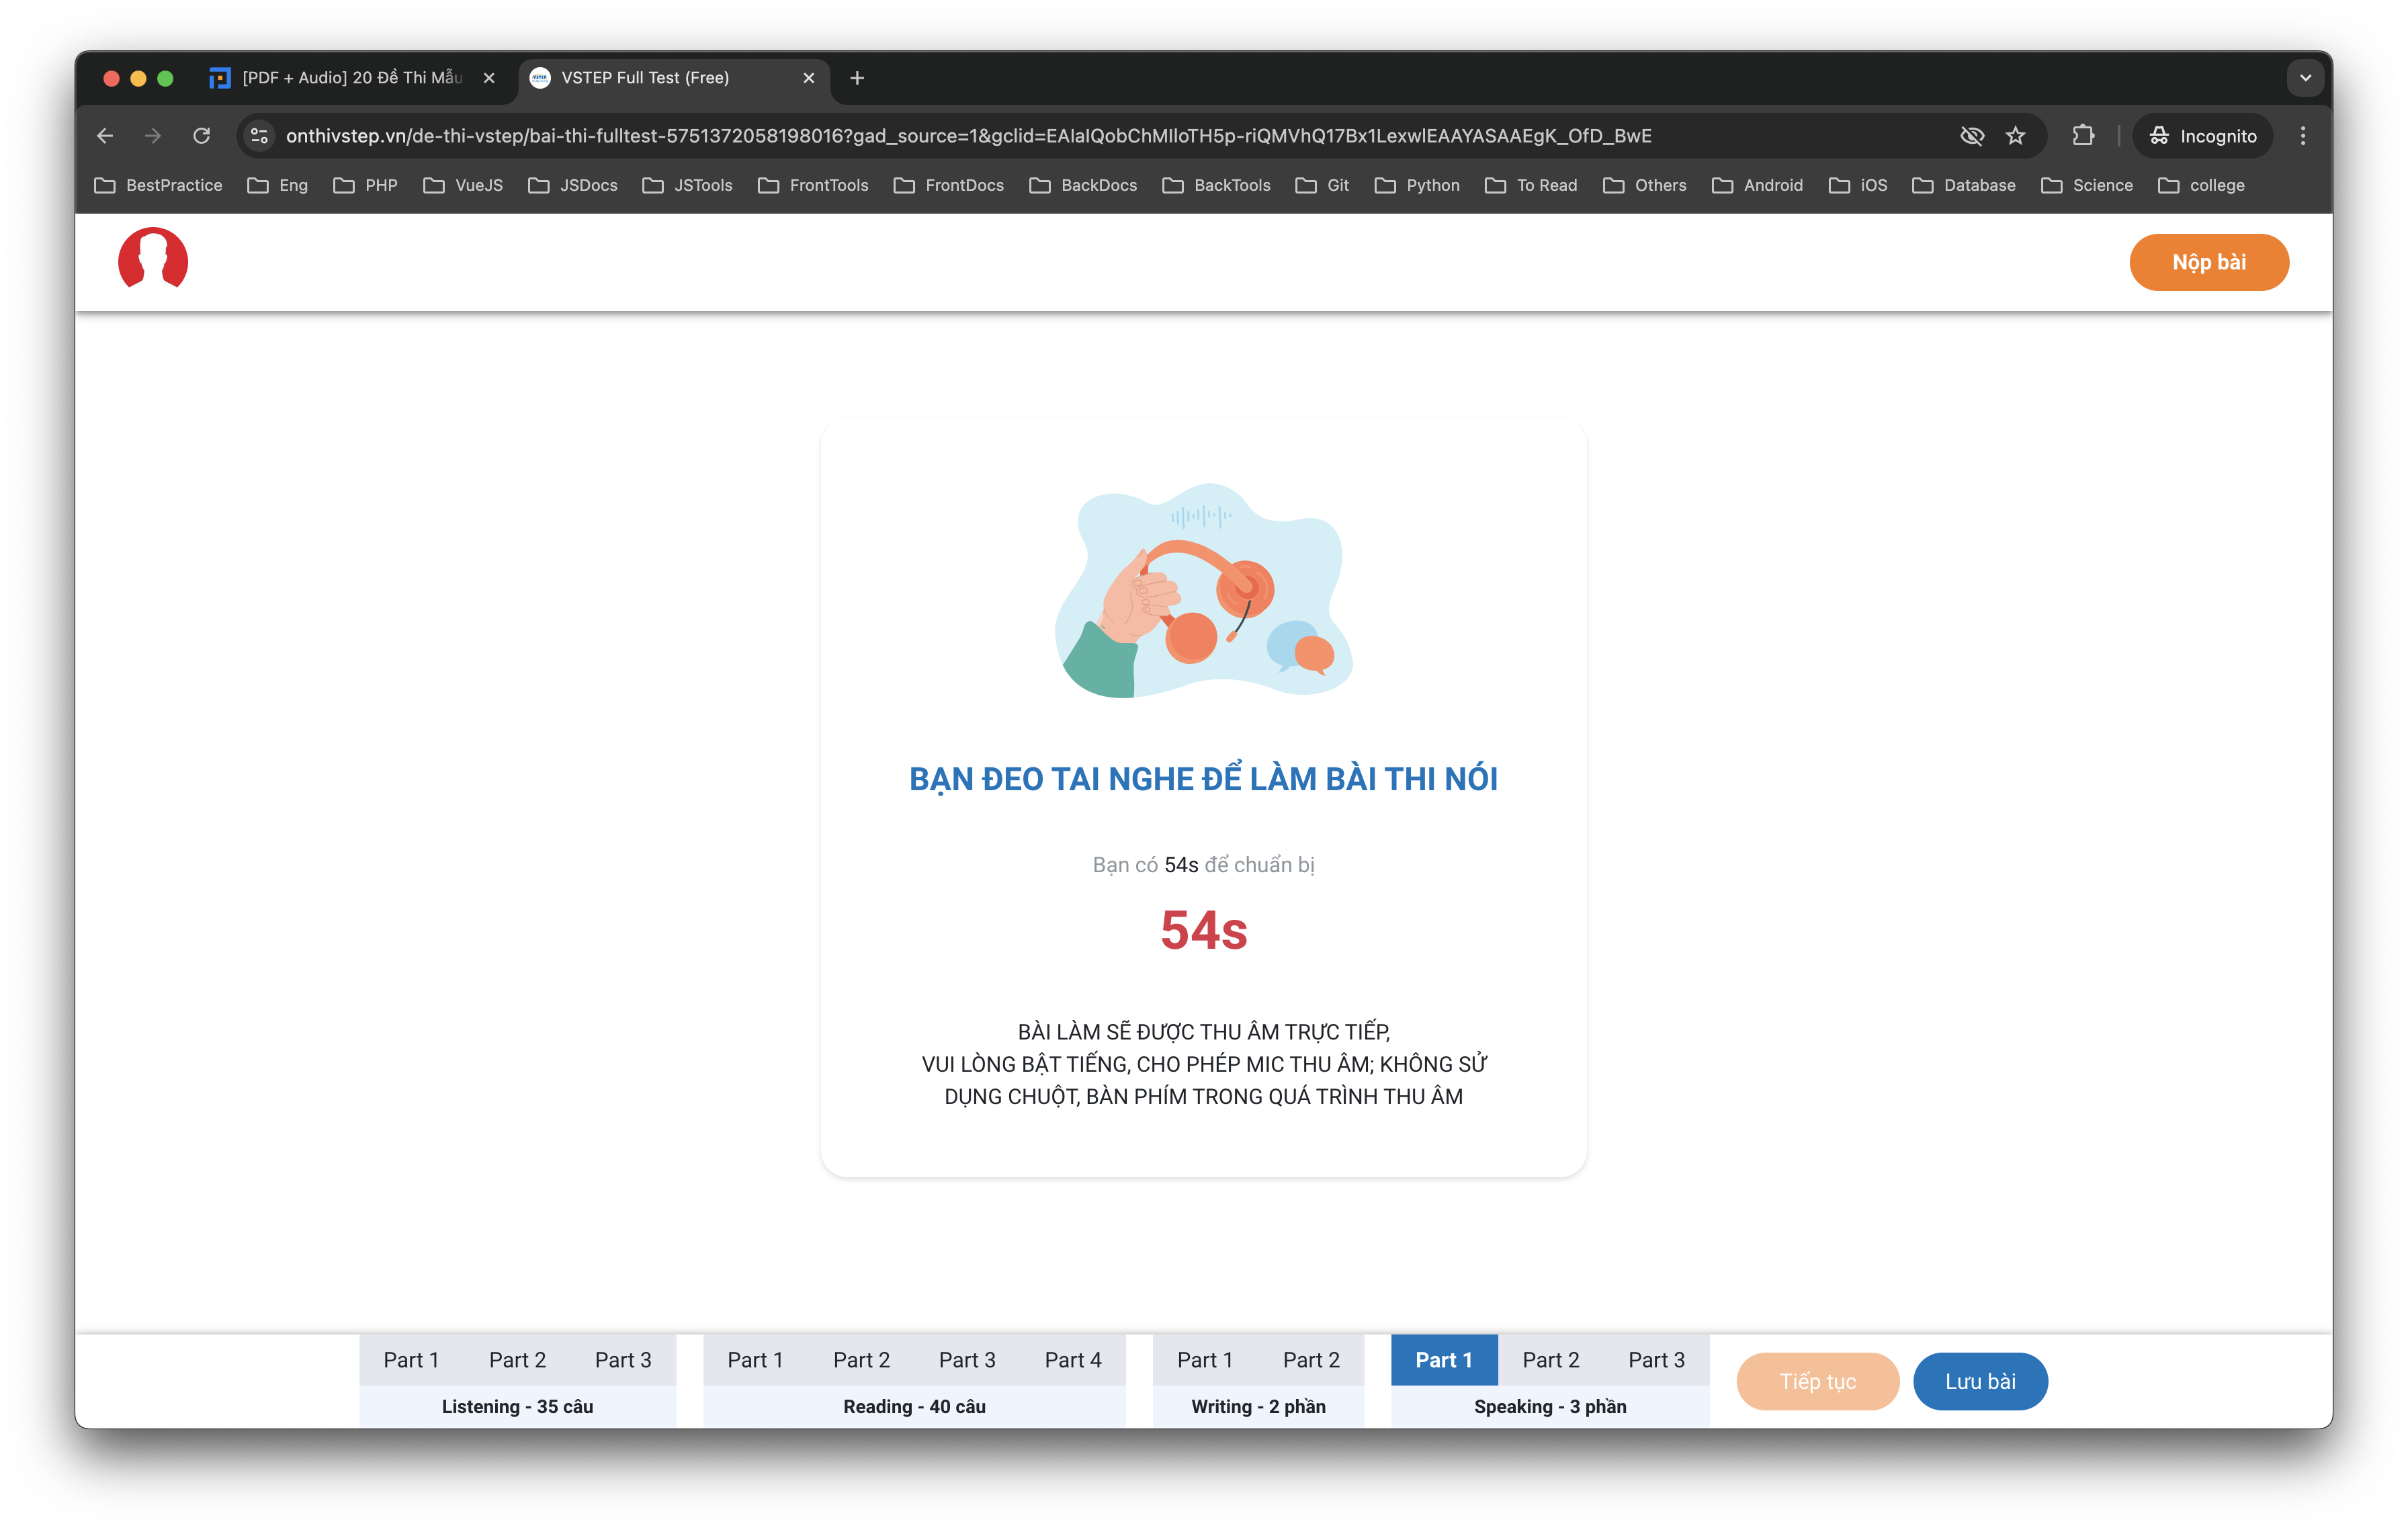 [PDF + Audio] 20 Đề Thi Mẫu
VSTEP Full Test (Free)
onthivstep.vn/de-thi-vstep/bai-thi-fulltest-5751372058198016?gad_source=1&gclid=EAIaIQobChMIloTH5p-riQMVhQ17Bx1LexwlEAAYASAAEgK_OfD_BwE
Incognito
BestPractice Eng PHP VueJS JSDocs JSTools FrontTools FrontDocs BackDocs BackTools Git Python To Read Others Android iOS Database Science college
Nộp bài
BẠN ĐEO TAI NGHE ĐỂ LÀM BÀI THI NÓI
Bạn có 54s để chuẩn bị
54s
BÀI LÀM SẼ ĐƯỢC THU ÂM TRỰC TIẾP,
VUI LÒNG BẬT TIẾNG, CHO PHÉP MIC THU ÂM; KHÔNG SỬ
DỤNG CHUỘT, BÀN PHÍM TRONG QUÁ TRÌNH THU ÂM
Part 1 Part 2 Part 3
Listening - 35 câu
Part 1 Part 2 Part 3 Part 4
Reading - 40 câu
Part 1 Part 2
Writing - 2 phần
Part 1 Part 2 Part 3
Speaking - 3 phần
Tiếp tục
Lưu bài